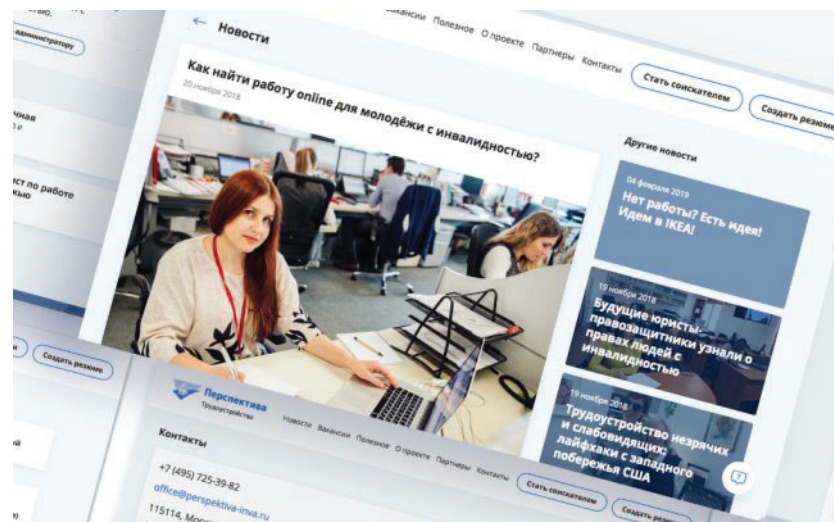 администратору
← Новости
Вакансии Полезное О проекте Партнеры Контакты
Стать соискателем
Создать резюме
Как найти работу online для молодёжи с инвалидностью?
20 ноября 2018
Другие новости
04 февраля 2019
Нет работы? Есть идея!
Идем в IKEA!
19 ноября 2018
Будущие юристы-
правозащитники узнали о
правах людей с
инвалидностью
19 ноября 2018
Трудоустройство незрячих
и слабовидящих:
лайфхаки с западного
побережья США
по работе
Создать резюме
Перспектива
Трудоустройство
Новости Вакансии Полезное О проекте Партнеры Контакты
Стать соискателем
Создать резюме
Контакты
+7 (495) 725-39-82
office@perspektiva-inva.ru
115114,